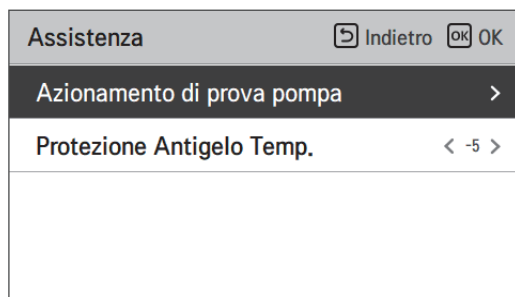 Assistenza Indietro OK OK
Azionamento di prova pompa >
Protezione Antigelo Temp. < -5 >